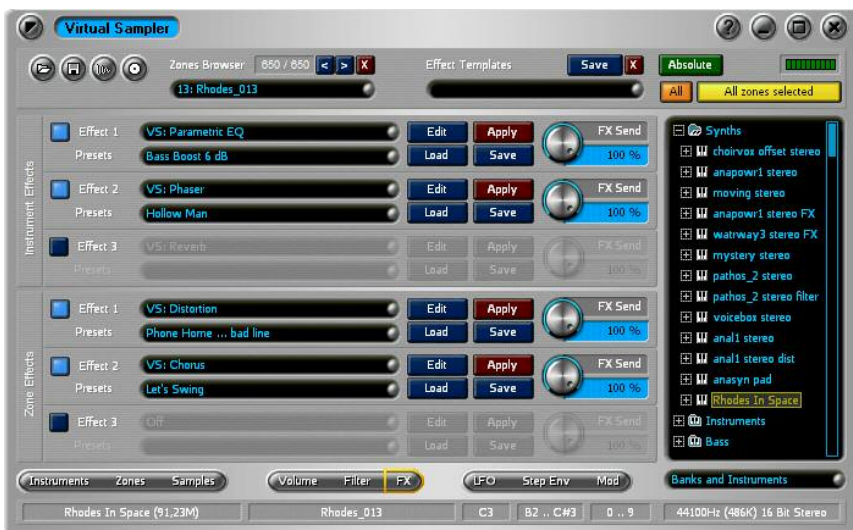 Virtual Sampler
Zones Browser 650 / 650 < > X Effect Templates Save X Absolute
13: Rhodes_013 All All zones selected
Instrument Effects
Effect 1 VS: Parametric EQ Edit Apply FX Send
Presets Bass Boost 6 dB Load Save 100 %
Effect 2 VS: Phaser Edit Apply FX Send
Presets Hollow Man Load Save 100 %
Effect 3 VS: Reverb Edit Apply FX Send
Presets Load Save 100 %
Zone Effects
Effect 1 VS: Distortion Edit Apply FX Send
Presets Phone Home ... bad line Load Save 100 %
Effect 2 VS: Chorus Edit Apply FX Send
Presets Let's Swing Load Save 100 %
Effect 3 Off Edit Apply FX Send
Presets Load Save 100 %
Synths
choirvox offset stereo
anapowr1 stereo
moving stereo
anapowr1 stereo FX
watrway3 stereo FX
mystery stereo
pathos_2 stereo
pathos_2 stereo filter
voicebox stereo
anal1 stereo
anal1 stereo dist
anasyn pad
Rhodes In Space
Instruments
Bass
Instruments Zones Samples Volume Filter FX LFO Step Env Mod Banks and Instruments
Rhodes In Space (91,23M) Rhodes_013 C3 B2 .. C#3 0 .. 9 44100Hz (486K) 16 Bit Stereo